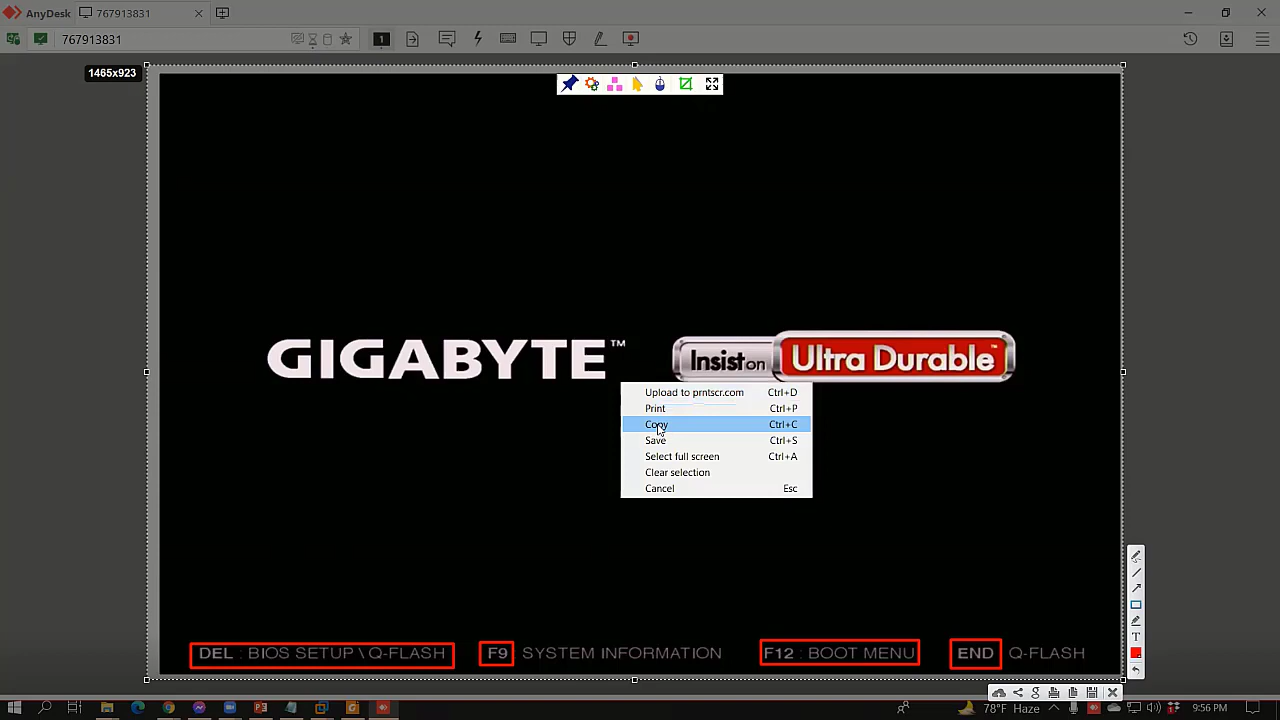 AnyDesk
767913831
767913831
1
1465x923
GIGABYTE™
Insist on Ultra Durable™
Upload to prntscr.com Ctrl+D
Print Ctrl+P
Copy Ctrl+C
Save Ctrl+S
Select full screen Ctrl+A
Clear selection
Cancel Esc
DEL : BIOS SETUP \ Q-FLASH F9 SYSTEM INFORMATION F12 : BOOT MENU END Q-FLASH
T
78°F Haze
9:56 PM